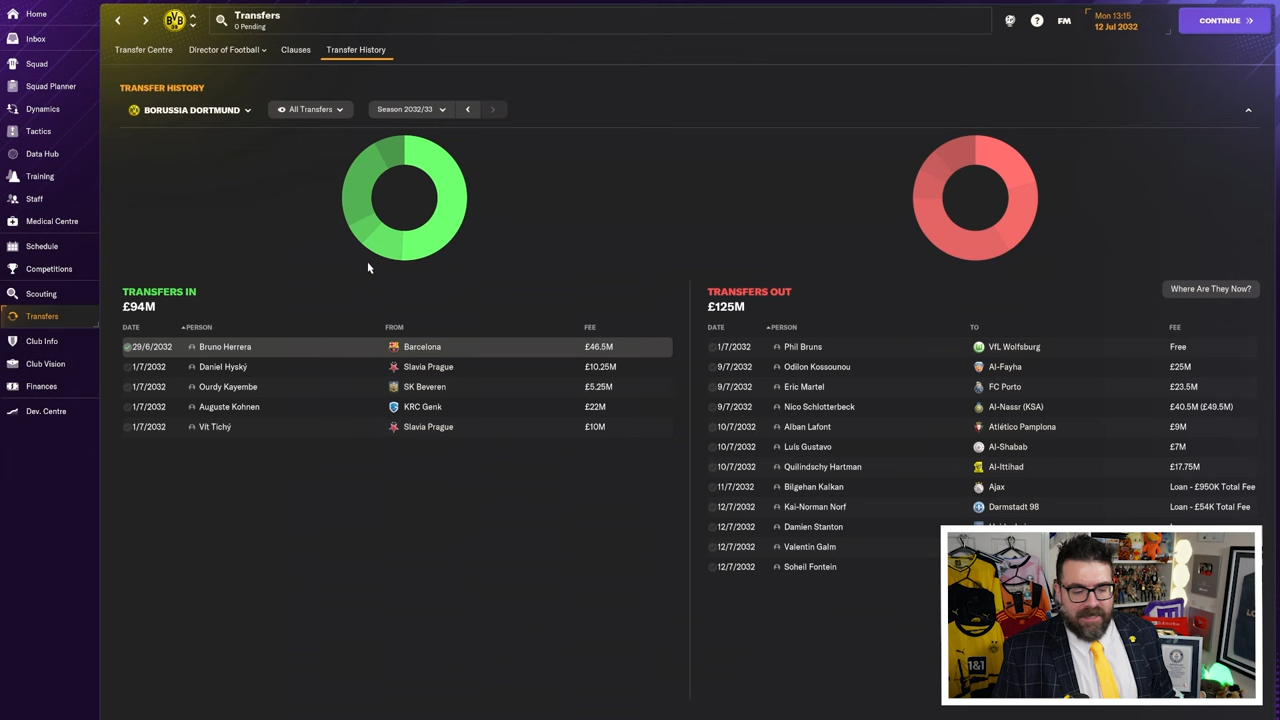 Home
Transfers
0 Pending
FM
Mon 13:15
12 Jul 2032
CONTINUE
Inbox
Squad
Squad Planner
Dynamics
Tactics
Data Hub
Training
Staff
Medical Centre
Schedule
Competitions
Scouting
Transfers
Club Info
Club Vision
Finances
Dev. Centre
Transfer Centre
Director of Football
Clauses
Transfer History
TRANSFER HISTORY
BORUSSIA DORTMUND
All Transfers
Season 2032/33
TRANSFERS IN
£94M
DATE PERSON FROM FEE
29/6/2032 Bruno Herrera Barcelona £46.5M
1/7/2032 Daniel Hyský Slavia Prague £10.25M
1/7/2032 Ourdy Kayembe SK Beveren £5.25M
1/7/2032 Auguste Kohnen KRC Genk £22M
1/7/2032 Vít Tichý Slavia Prague £10M
TRANSFERS OUT
£125M
Where Are They Now?
DATE PERSON TO FEE
1/7/2032 Phil Bruns VfL Wolfsburg Free
9/7/2032 Odilon Kossounou Al-Fayha £25M
9/7/2032 Eric Martel FC Porto £23.5M
9/7/2032 Nico Schlotterbeck Al-Nassr (KSA) £40.5M (£49.5M)
10/7/2032 Alban Lafont Atlético Pamplona £9M
10/7/2032 Luís Gustavo Al-Shabab £7M
10/7/2032 Quilindschy Hartman Al-Ittihad £17.75M
11/7/2032 Bilgehan Kalkan Ajax Loan - £950K Total Fee
12/7/2032 Kai-Norman Norf Darmstadt 98 Loan - £54K Total Fee
12/7/2032 Damien Stanton
12/7/2032 Valentin Galm
12/7/2032 Soheil Fontein
1&1